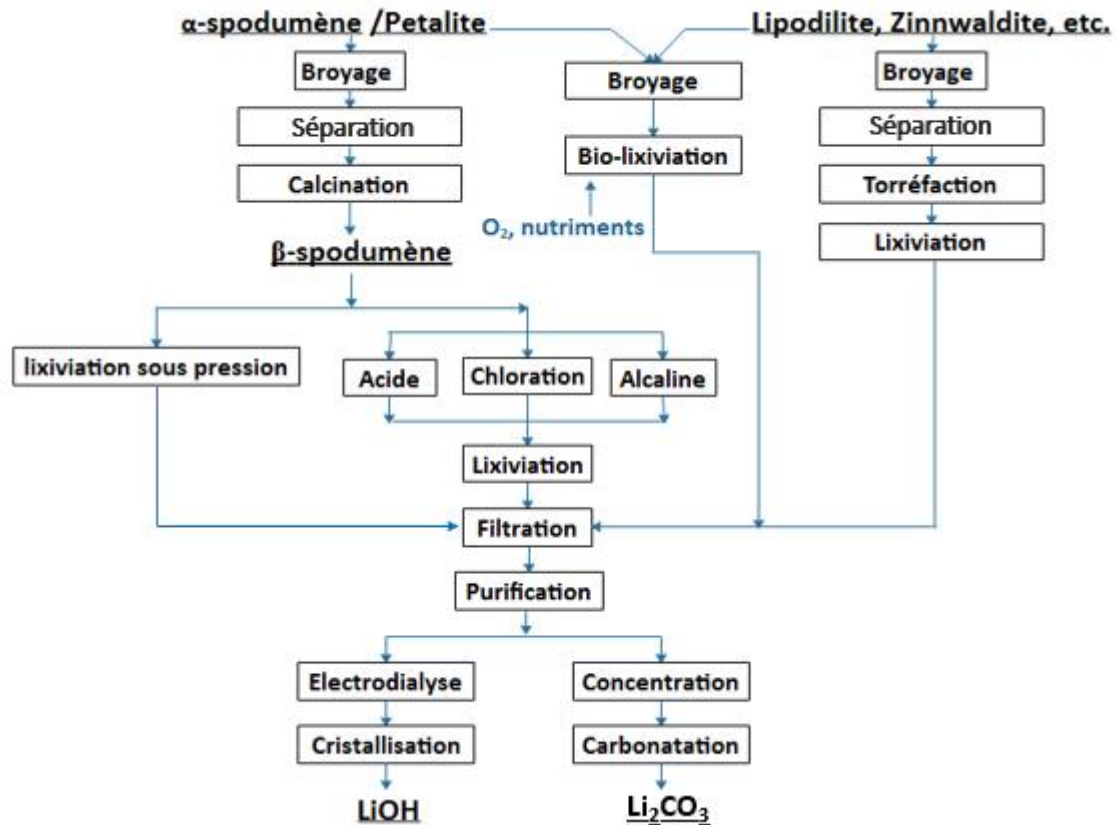 α-spodumène /Petalite
Lipodilite, Zinnwaldite, etc.
Broyage
Broyage
Broyage
Séparation
Séparation
Bio-lixiviation
Calcination
Torréfaction
O₂, nutriments
Lixiviation
β-spodumène
lixiviation sous pression
Acide
Chloration
Alcaline
Lixiviation
Filtration
Purification
Electrodialyse
Concentration
Cristallisation
Carbonatation
LiOH
Li₂CO₃